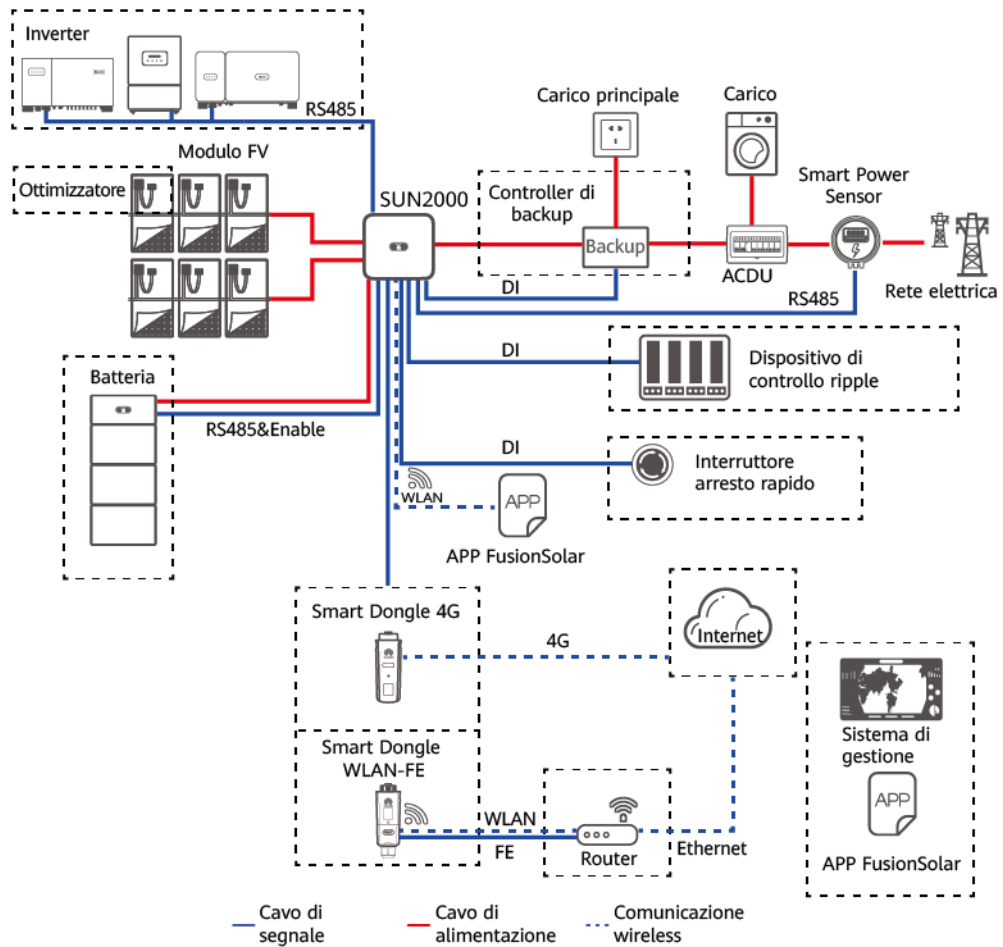 Inverter
RS485
Modulo FV
Ottimizzatore
SUN2000
Carico principale
Carico
Controller di
backup
Backup
Smart Power
Sensor
ACDU
Rete elettrica
DI
RS485
DI
Dispositivo di
controllo ripple
Batteria
RS485&Enable
DI
Interruttore
arresto rapido
WLAN
APP
APP FusionSolar
Smart Dongle 4G
4G
Internet
Sistema di
gestione
APP
APP FusionSolar
Smart Dongle
WLAN-FE
WLAN
FE
Router
Ethernet
Cavo di
segnale
Cavo di
alimentazione
Comunicazione
wireless